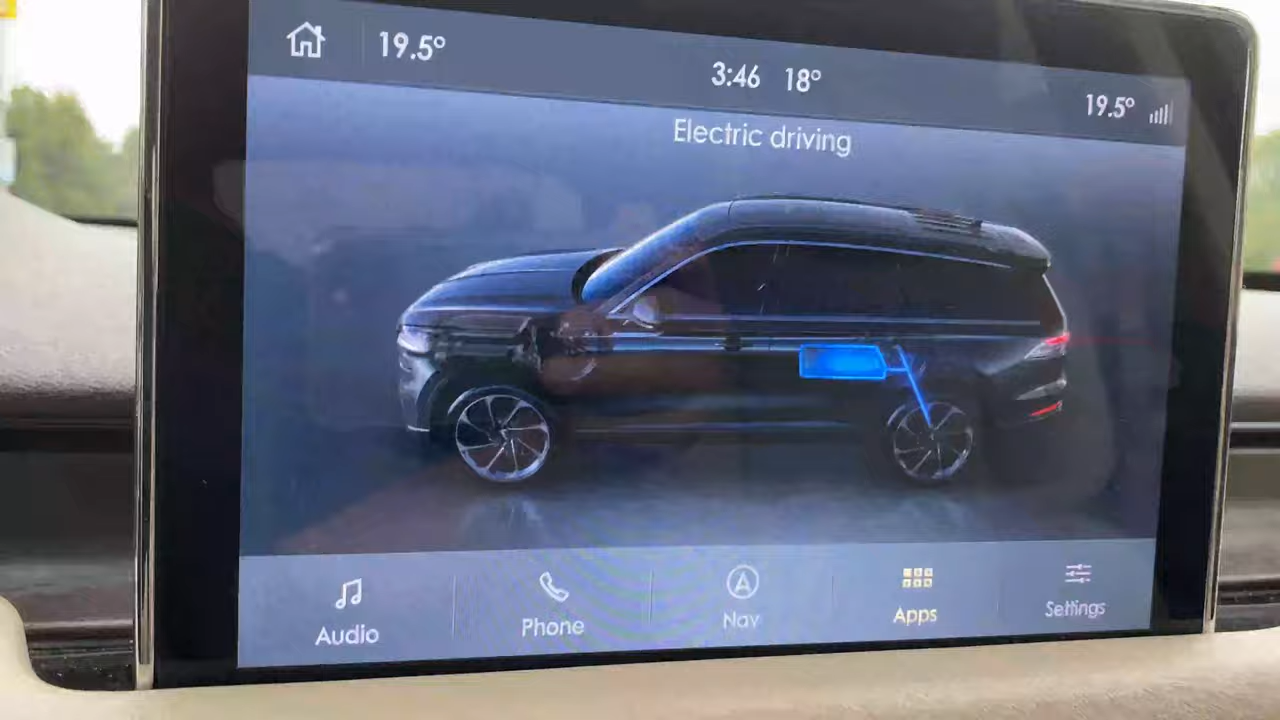 19.5°
3:46 18°
19.5°
Electric driving
Audio
Phone
Nav
Apps
Settings